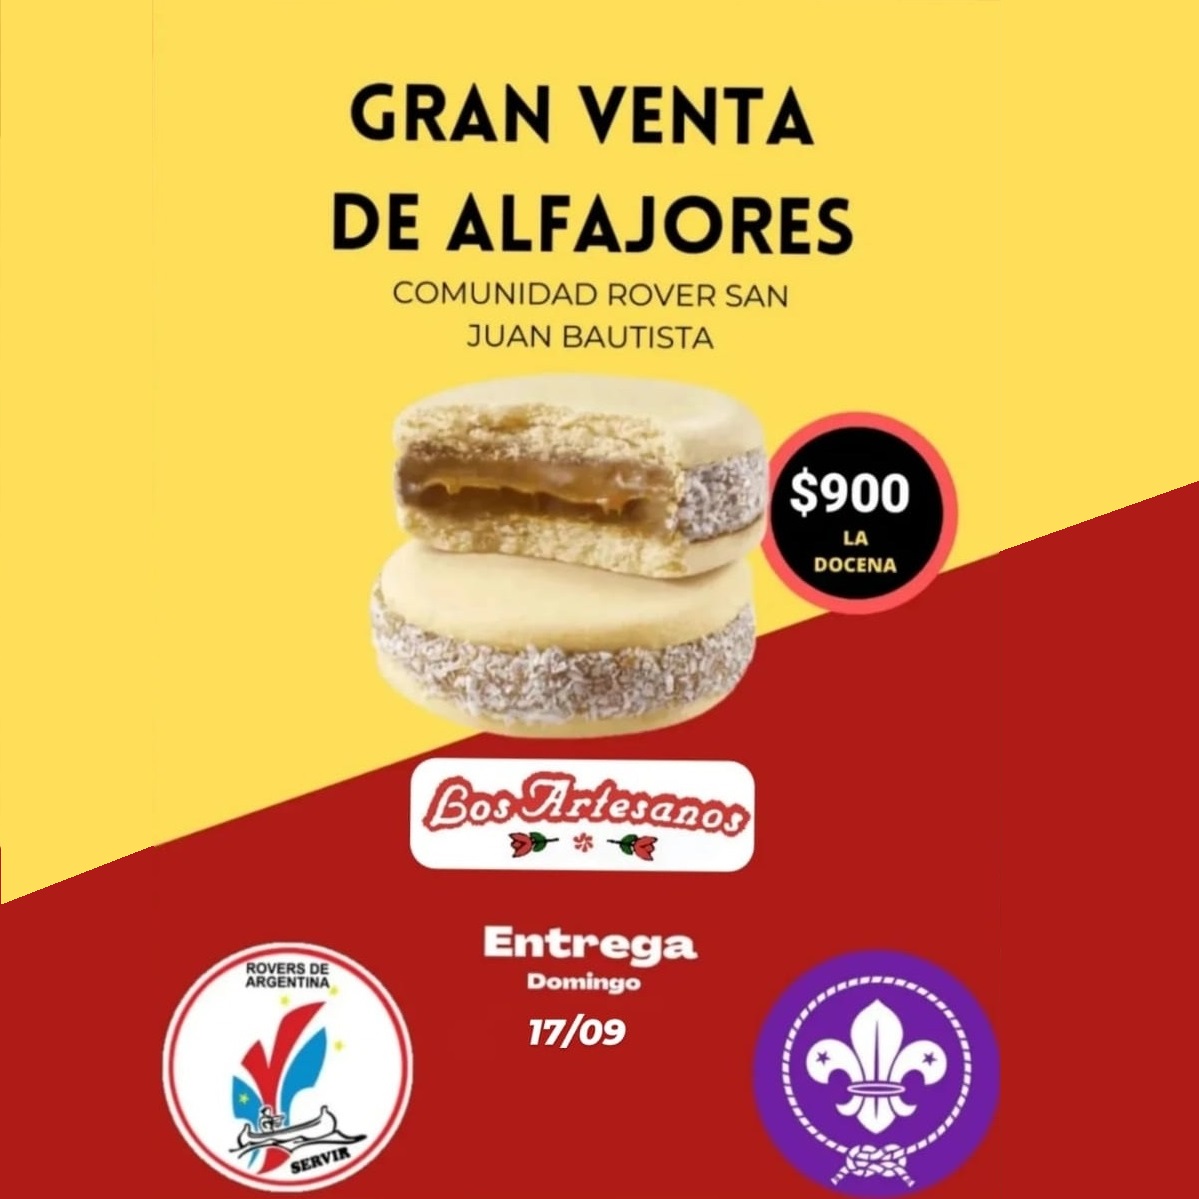 GRAN VENTA
DE ALFAJORES
COMUNIDAD ROVER SAN
JUAN BAUTISTA
$900
LA
DOCENA
Los Artesanos
Entrega
Domingo
17/09
ROVERS DE
ARGENTINA
SERVIR